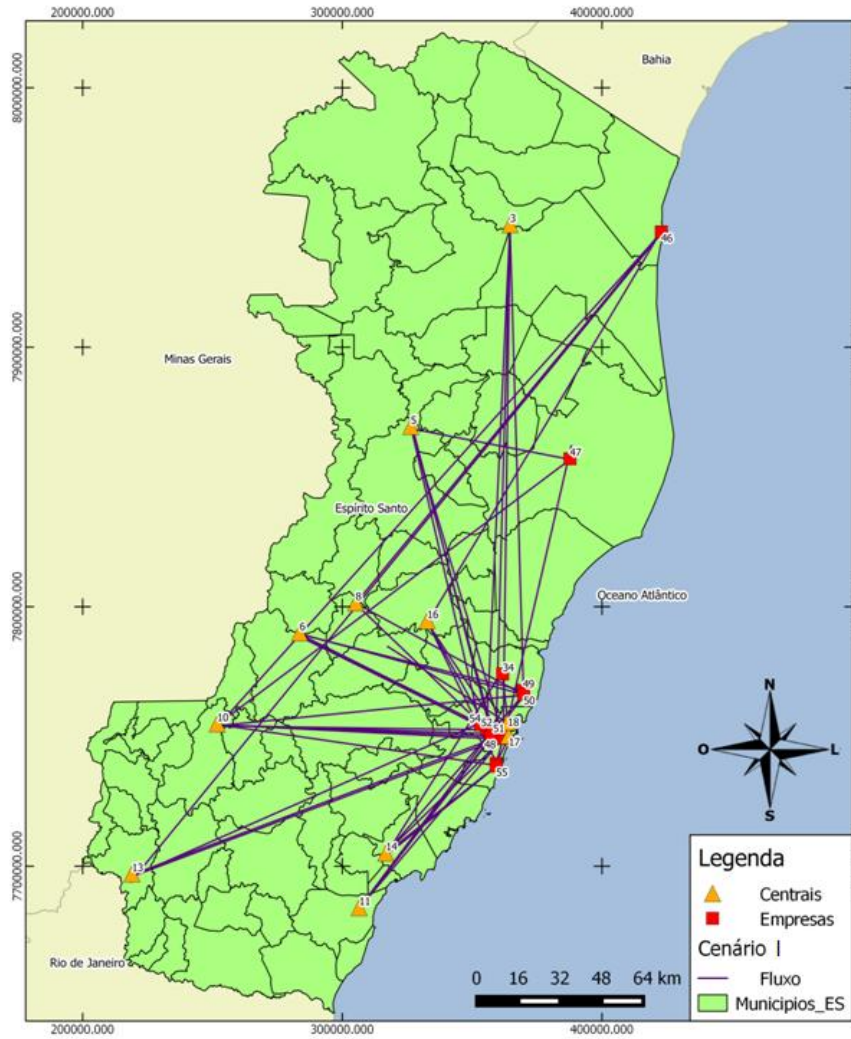 200000.000 300000.000 400000.000
Bahia
8000000.000
3
46
7900000.000
Minas Gerais
5
47
Espírito Santo
Oceano Atlântico
8
16
7800000.000
6
34
49
50
10
54
52
51
18
48
17
55
N
O
L
S
14
13
11
7700000.000
Rio de Janeiro
Legenda
Centrais
Empresas
Cenário I
Fluxo
Municipios_ES
0 16 32 48 64 km
200000.000 300000.000 400000.000